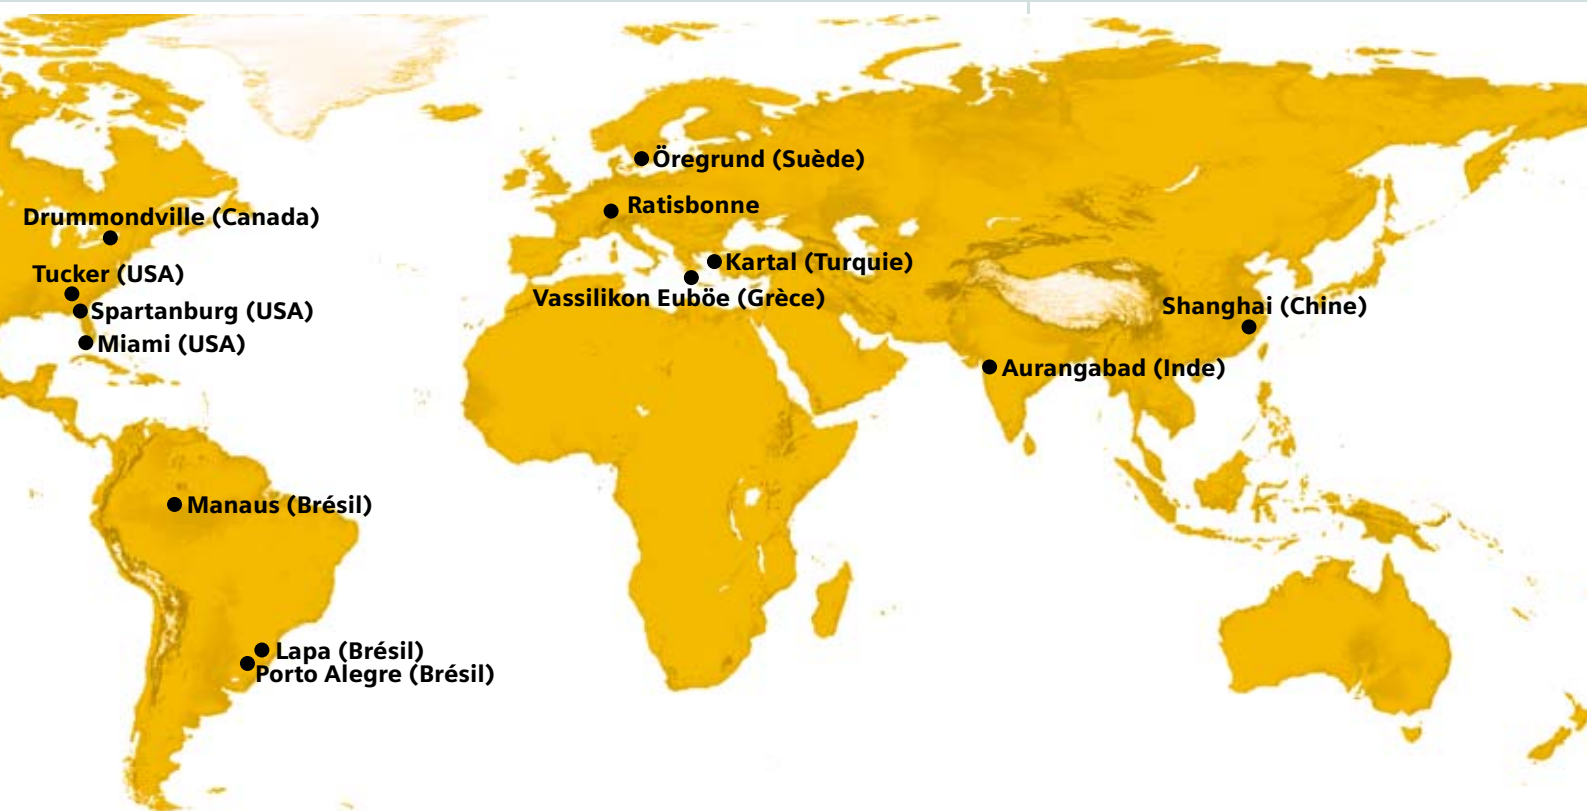 Öregrund (Suède)
Ratisbonne
Drummondville (Canada)
Kartal (Turquie)
Tucker (USA)
Vassilikon Euböe (Grèce)
Spartanburg (USA)
Shanghai (Chine)
Miami (USA)
Aurangabad (Inde)
Manaus (Brésil)
Lapa (Brésil)
Porto Alegre (Brésil)